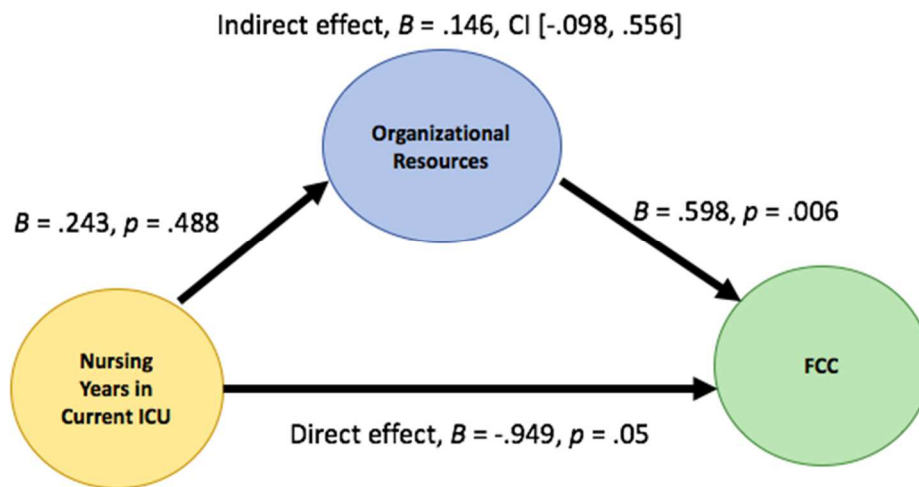 Indirect effect, B = .146, CI [-.098, .556]
Organizational
Resources
B = .243, p = .488
B = .598, p = .006
Nursing
Years in
Current ICU
FCC
Direct effect, B = -.949, p = .05